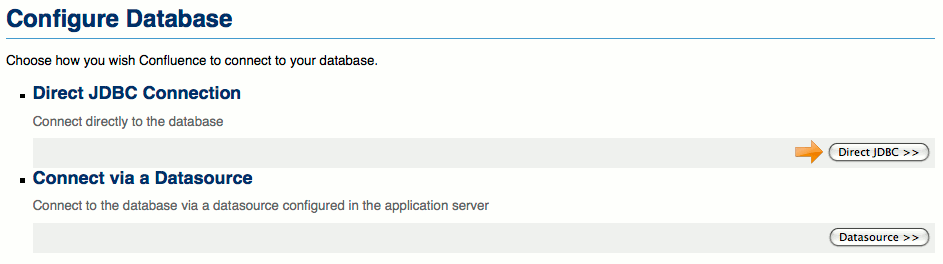 Configure Database
Choose how you wish Confluence to connect to your database.
Direct JDBC Connection
Connect directly to the database
Direct JDBC >>
Connect via a Datasource
Connect to the database via a datasource configured in the application server
Datasource >>